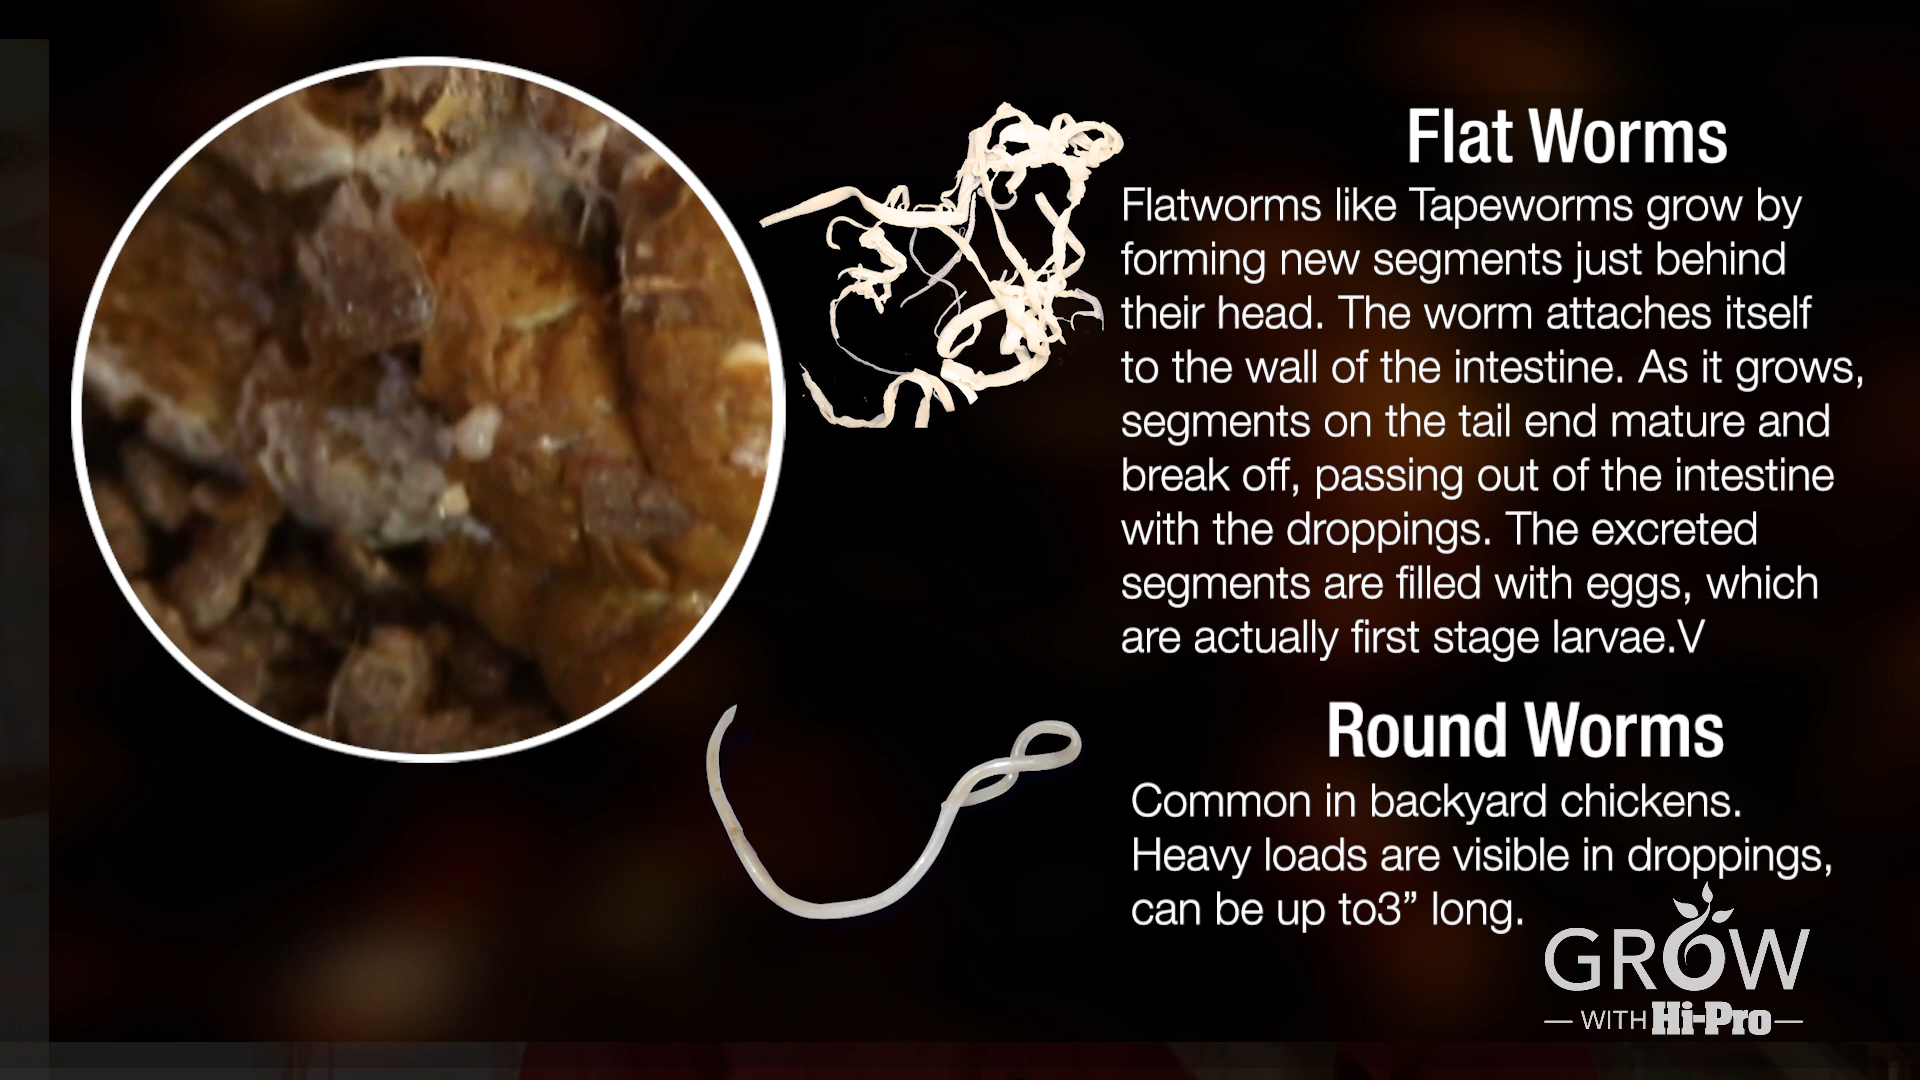 Flat Worms
Flatworms like Tapeworms grow by
forming new segments just behind
their head. The worm attaches itself
to the wall of the intestine. As it grows,
segments on the tail end mature and
break off, passing out of the intestine
with the droppings. The excreted
segments are filled with eggs, which
are actually first stage larvae.V
Round Worms
Common in backyard chickens.
Heavy loads are visible in droppings,
can be up to3” long.
GROW
WITH Hi-Pro